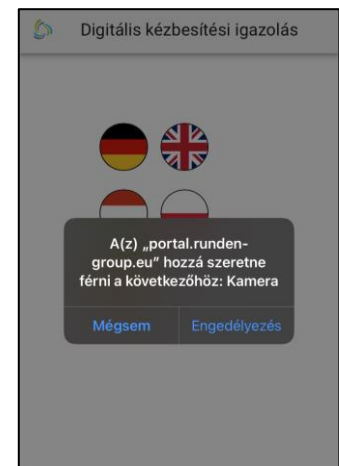 Digitális kézbesítési igazolás
A(z) „portal.runden-
group.eu” hozzá szeretne
férni a következőhöz: Kamera
Mégsem
Engedélyezés